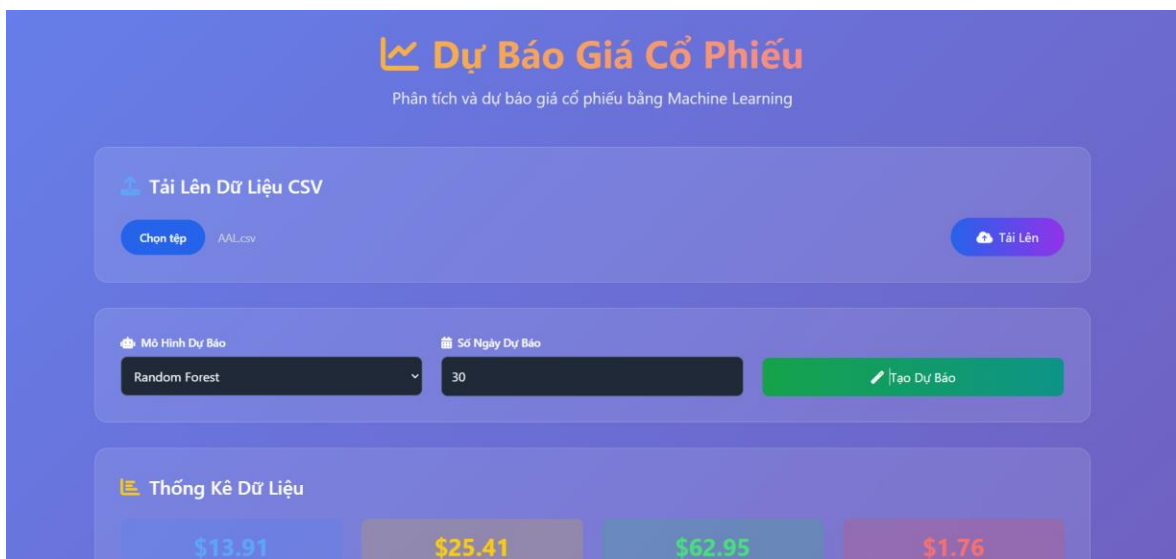 Dự Báo Giá Cổ Phiếu
Phân tích và dự báo giá cổ phiếu bằng Machine Learning
Tải Lên Dữ Liệu CSV
Chọn tệp AAL.csv Tải Lên
Mô Hình Dự Báo Số Ngày Dự Báo
Random Forest 30 Tạo Dự Báo
Thống Kê Dữ Liệu
$13.91 $25.41 $62.95 $1.76